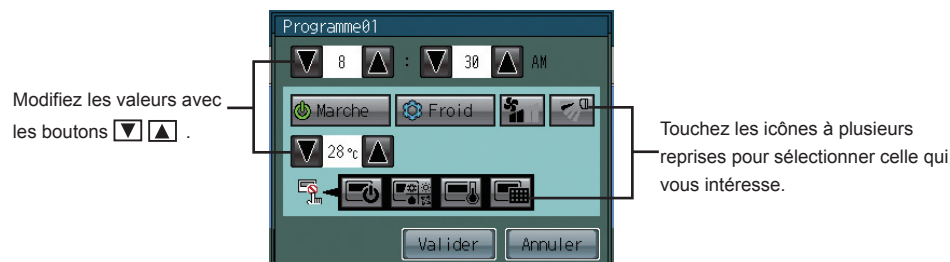 Programme01
8 : 30 AM
Modifiez les valeurs avec
les boutons ▼ ▲ .
Marche Froid
28°C
Touchez les icônes à plusieurs
reprises pour sélectionner celle qui
vous intéresse.
Valider Annuler